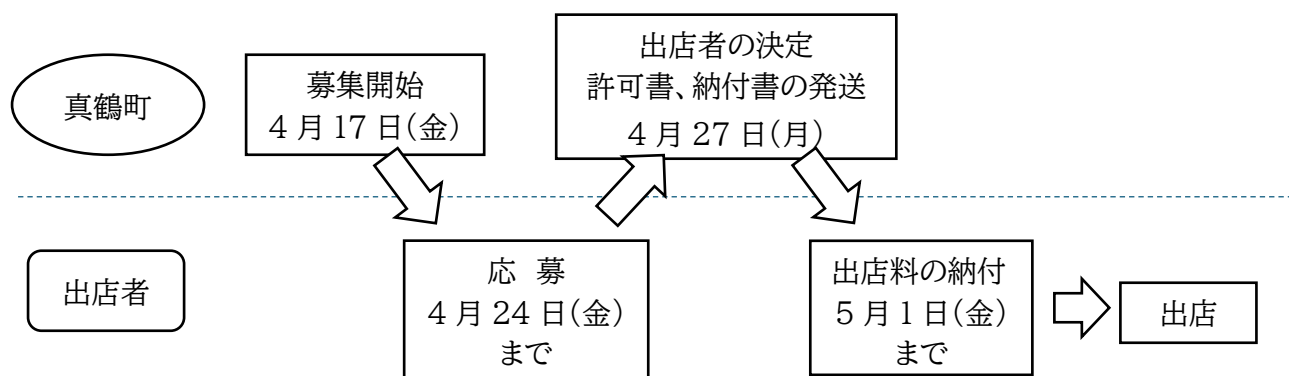 真鶴町
募集開始
4月17日(金)
出店者の決定
許可書、納付書の発送
4月27日(月)
出店者
応 募
4月24日(金)
まで
出店料の納付
5月1日(金)
まで
出店